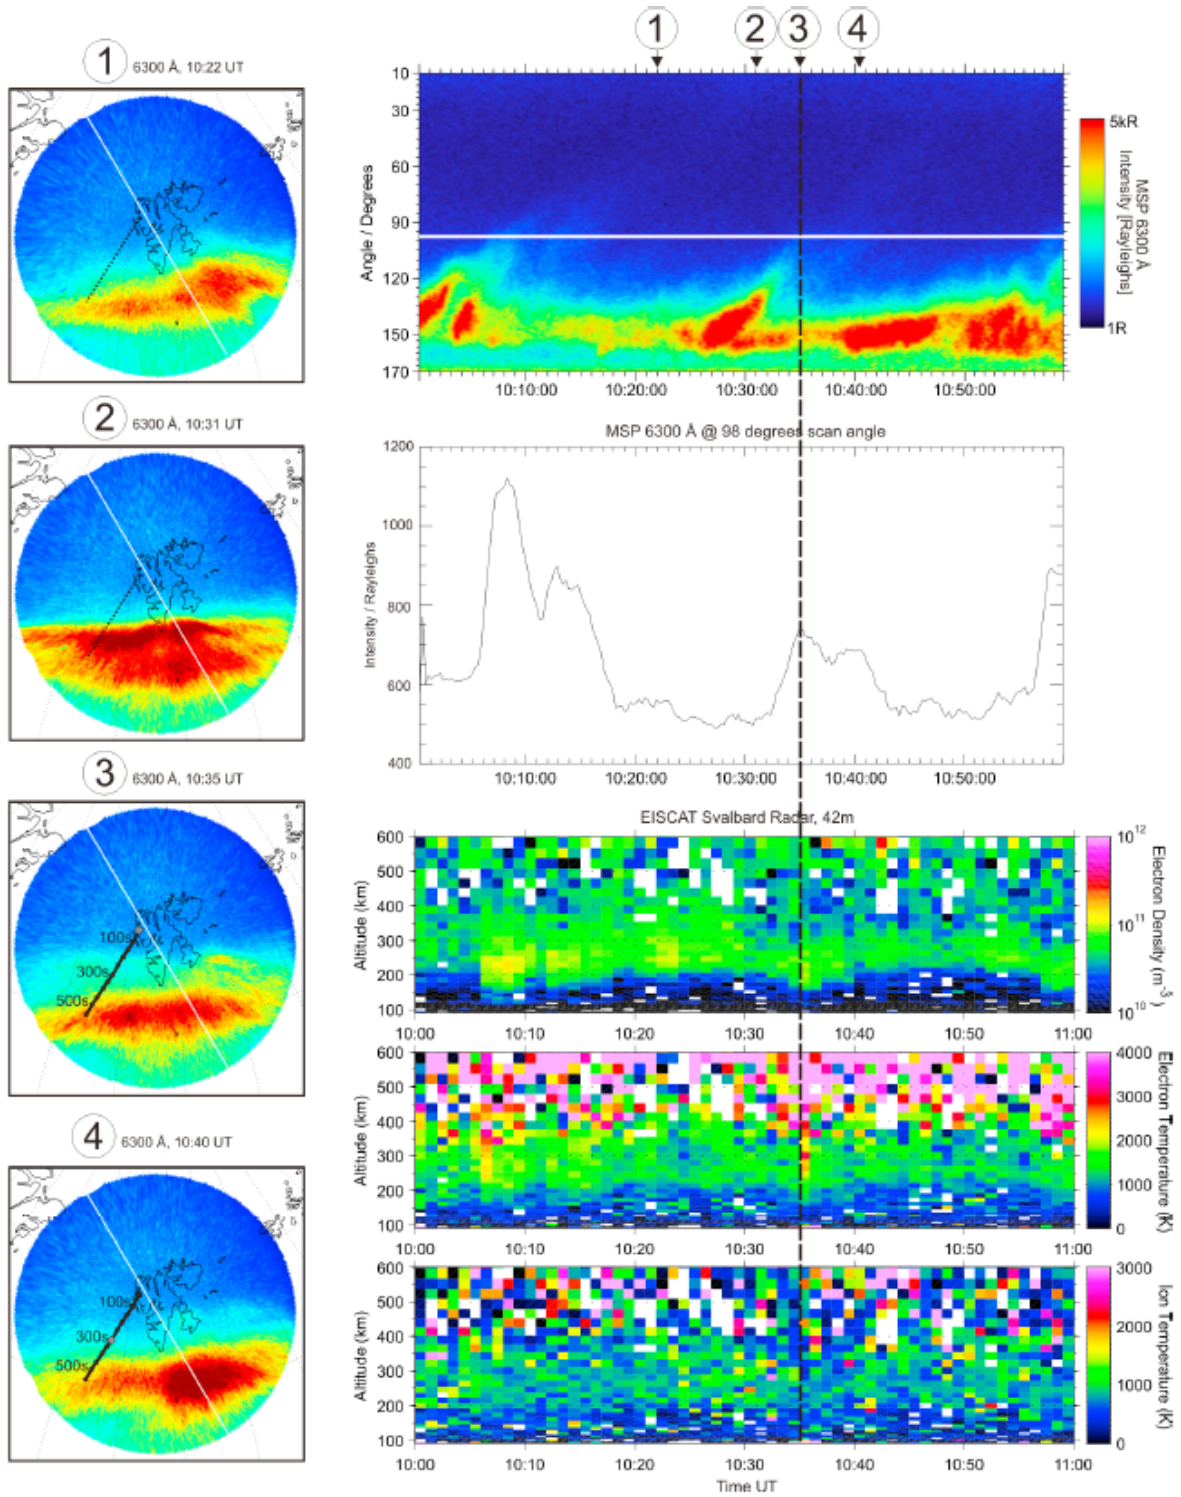 1 6300 Å, 10:22 UT
2 6300 Å, 10:31 UT
3 6300 Å, 10:35 UT
100s
300s
500s
4 6300 Å, 10:40 UT
100s
300s
500s
1 2 3 4
Angle / Degrees
10
30
60
90
120
150
170
10:10:00 10:20:00 10:30:00 10:40:00 10:50:00
5kR
1R
MSP 6300 Å
Intensity [Rayleighs]
MSP 6300 Å @ 98 degrees scan angle
Intensity / Rayleighs
1200
1000
800
600
400
10:10:00 10:20:00 10:30:00 10:40:00 10:50:00
EISCAT Svalbard Radar, 42m
Altitude (km)
600
500
400
300
200
100
10:00 10:10 10:20 10:30 10:40 10:50 11:00
10¹²
10¹¹
10¹⁰
Electron Density (m⁻³)
Altitude (km)
600
500
400
300
200
100
10:00 10:10 10:20 10:30 10:40 10:50 11:00
4000
3000
2000
1000
0
Electron Temperature (K)
Altitude (km)
600
500
400
300
200
100
10:00 10:10 10:20 10:30 10:40 10:50 11:00
3000
2000
1000
0
Ion Temperature (K)
Time UT